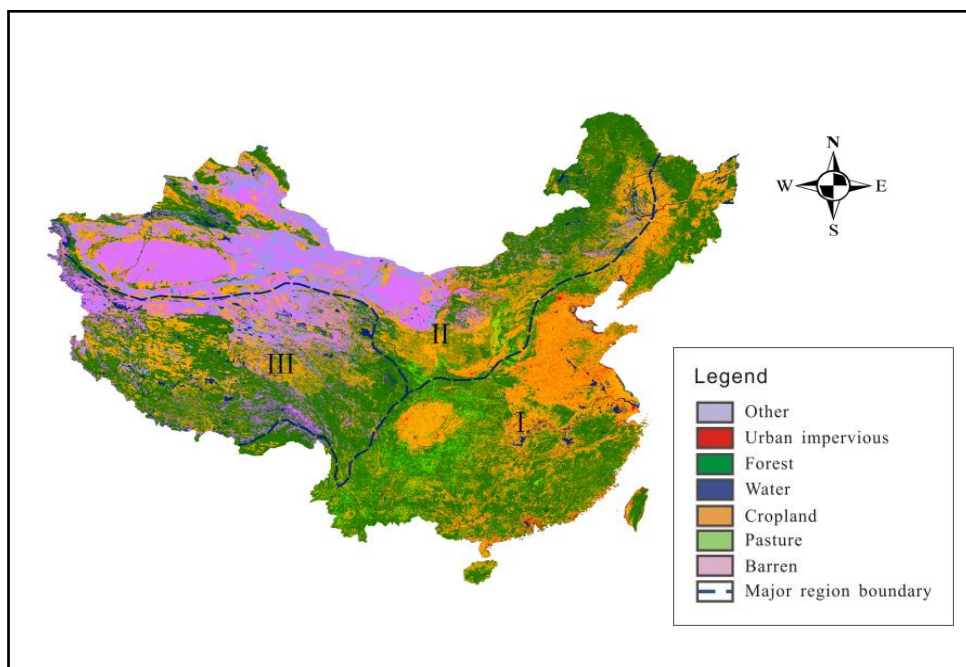 N
W E
S
II
III
I
Legend
Other
Urban impervious
Forest
Water
Cropland
Pasture
Barren
Major region boundary